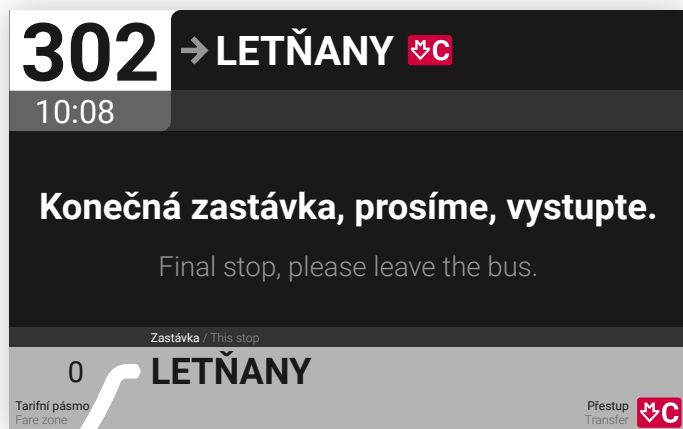 302 → LETŇANY C
10:08
Konečná zastávka, prosíme, vystupte.
Final stop, please leave the bus.
Zastávka / This stop
0 LETŇANY
Tarifní pásmo
Fare zone
Přestup C
Transfer